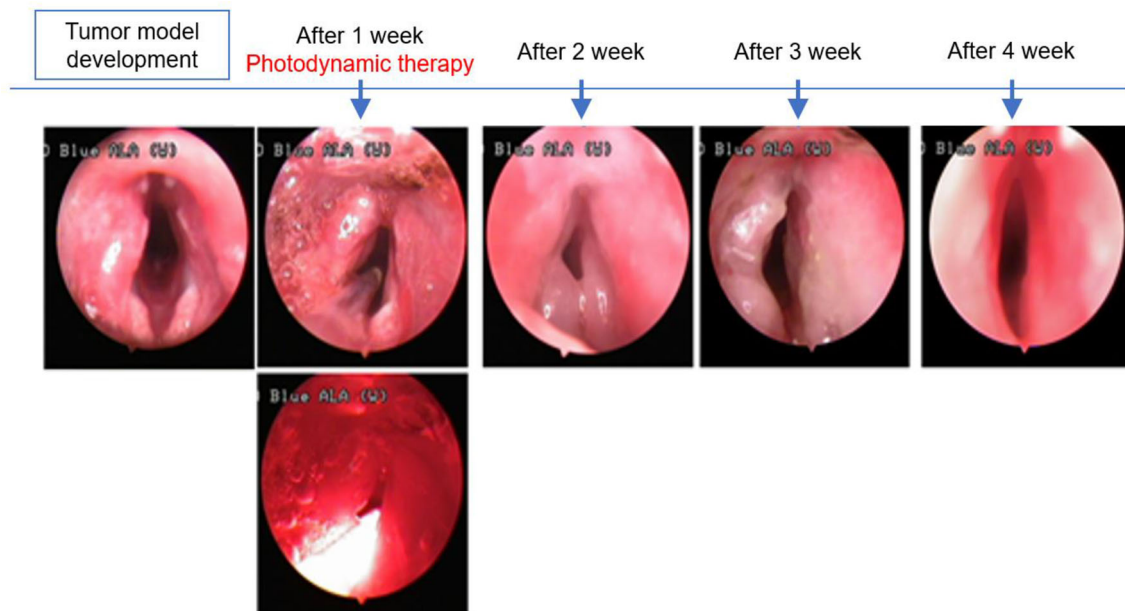 Tumor model
development
After 1 week
Photodynamic therapy
After 2 week
After 3 week
After 4 week
D Blue ALA (W)
D Blue ALA (W)
D Blue ALA (W)
D Blue ALA (W)
D Blue ALA (W)
D Blue ALA (W)